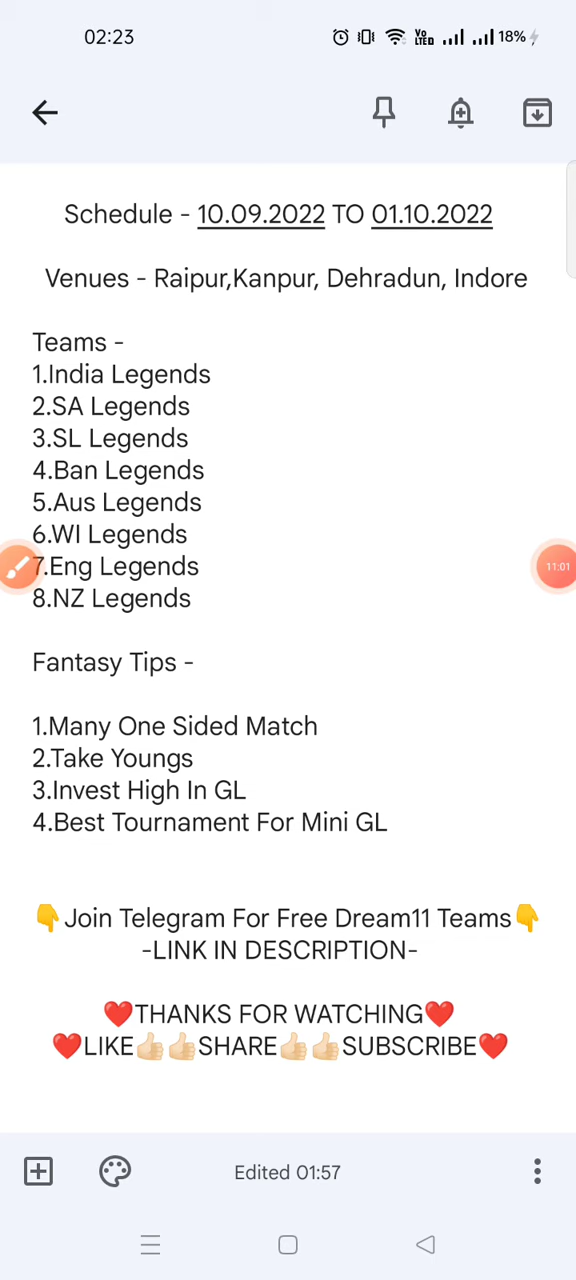 02:23
Vo LTED 18%
Schedule - 10.09.2022 TO 01.10.2022
Venues - Raipur,Kanpur, Dehradun, Indore
Teams -
1.India Legends
2.SA Legends
3.SL Legends
4.Ban Legends
5.Aus Legends
6.WI Legends
7.Eng Legends
11:01
8.NZ Legends
Fantasy Tips -
1.Many One Sided Match
2.Take Youngs
3.Invest High In GL
4.Best Tournament For Mini GL
👇Join Telegram For Free Dream11 Teams👇
-LINK IN DESCRIPTION-
❤️THANKS FOR WATCHING❤️
❤️LIKE👍🏻👍🏻SHARE👍🏻👍🏻SUBSCRIBE❤️
Edited 01:57